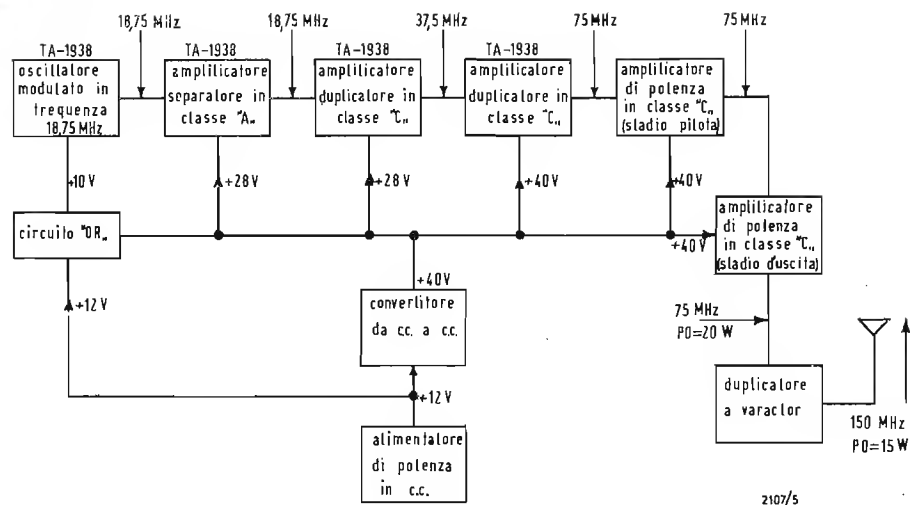 18,75 MHz
18,75 MHz
37,5 MHz
75 MHz
75 MHz
TA-1938
TA-1938
TA-1938
TA-1938
oscillatore
modulato in
frequenza
18,75 MHz
amplificatore
separatore in
classe "A„
amplificatore
duplicatore in
classe "C„
amplificatore
duplicatore in
classe "C„
amplificatore
di potenza
in classe "C„
(stadio pilota)
+10 V
+28 V
+28 V
+40 V
+40 V
circuito "OR„
amplificatore
di potenza
in classe "C„
(stadio d'uscita)
+40 V
+12 V
+40 V
convertitore
da c.c. a c.c.
75 MHz
P0=20 W
+12 V
duplicatore
a varactor
alimentatore
di potenza
in c.c.
150 MHz
P0=15 W
2107/5